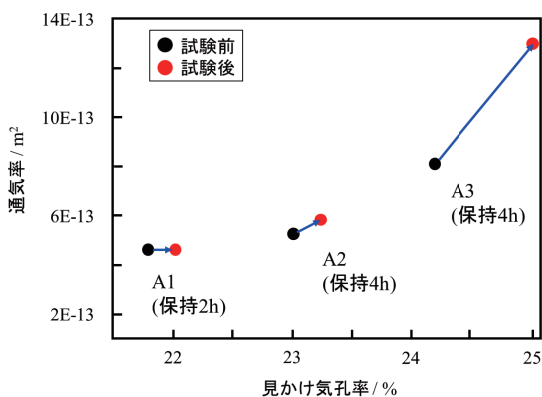 14E-13
10E-13
6E-13
2E-13
通気率 / m²
試験前
試験後
A1
(保持2h)
A2
(保持4h)
A3
(保持4h)
22
23
24
25
見かけ気孔率 / %